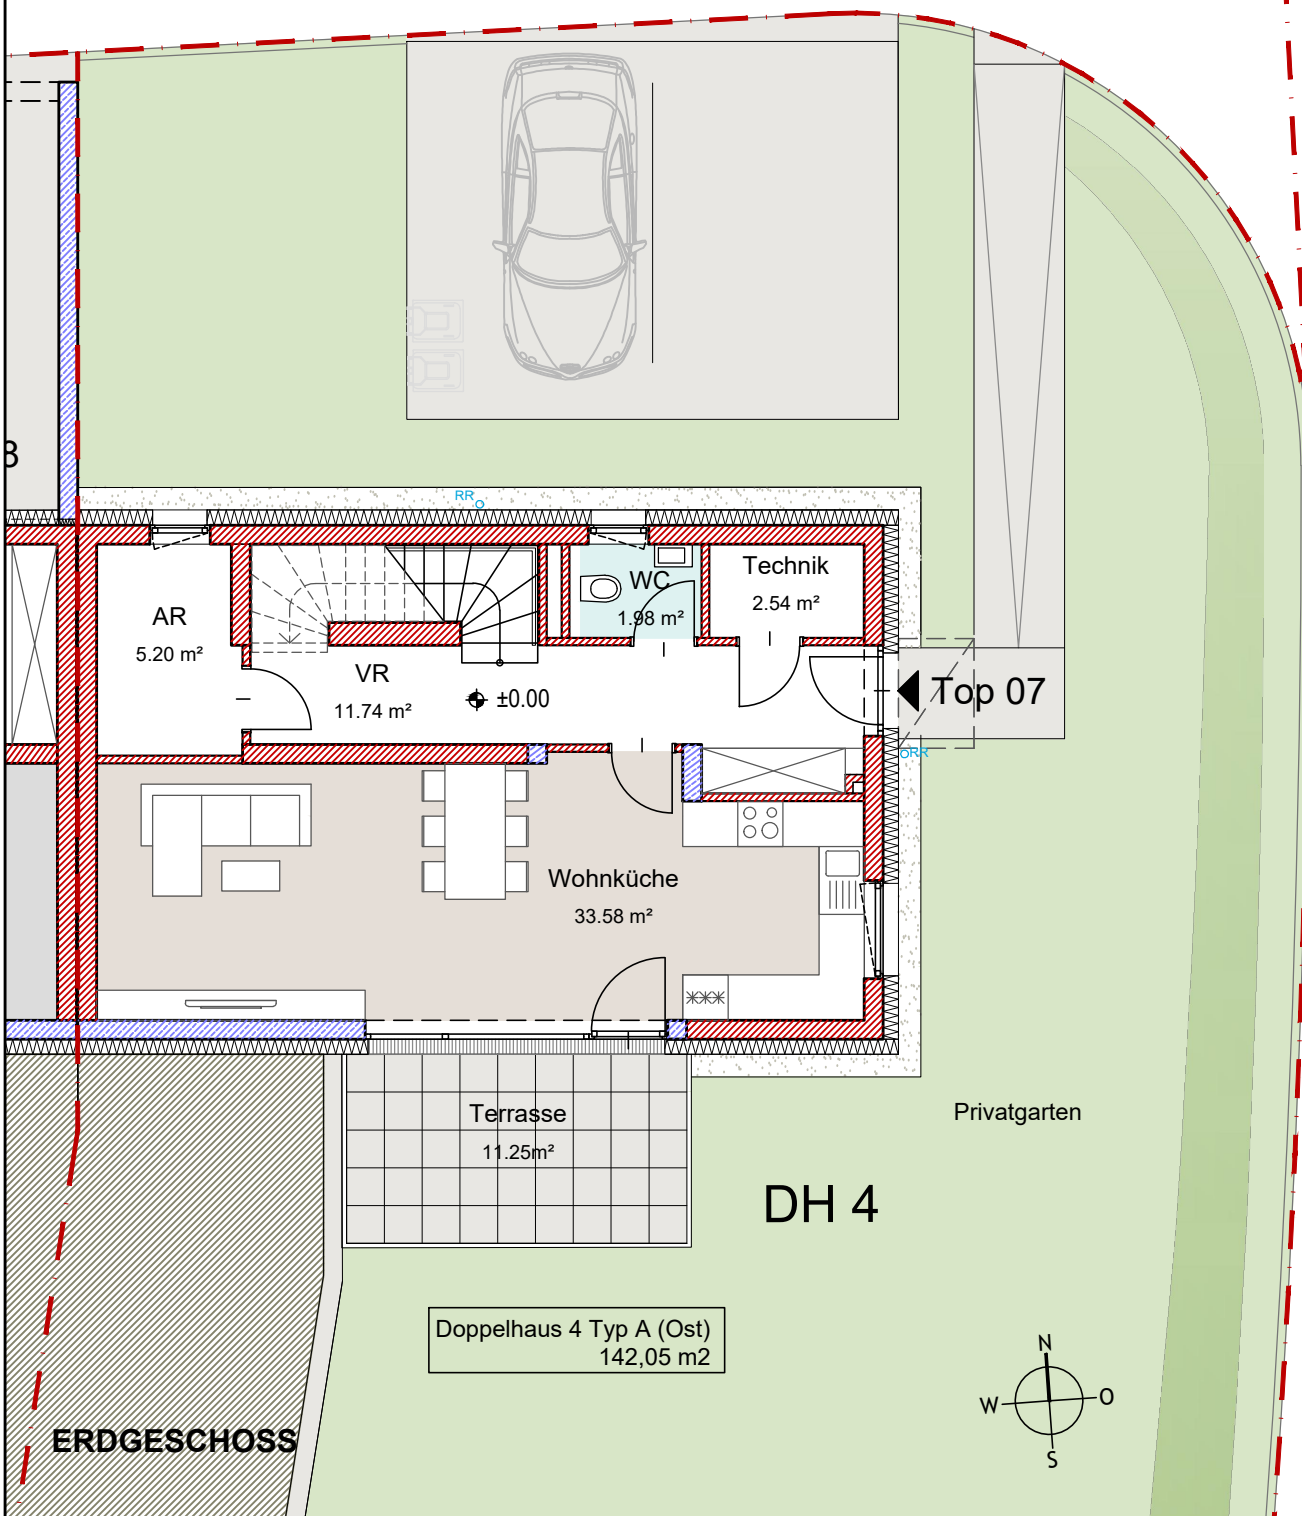 RR
WC
1.98 m²
Technik
2.54 m²
AR
5.20 m²
VR
11.74 m²
±0.00
Top 07
RR
Wohnküche
33.58 m²
Terrasse
11.25m²
Privatgarten
DH 4
Doppelhaus 4 Typ A (Ost)
142,05 m2
N
W
O
S
ERDGESCHOSS